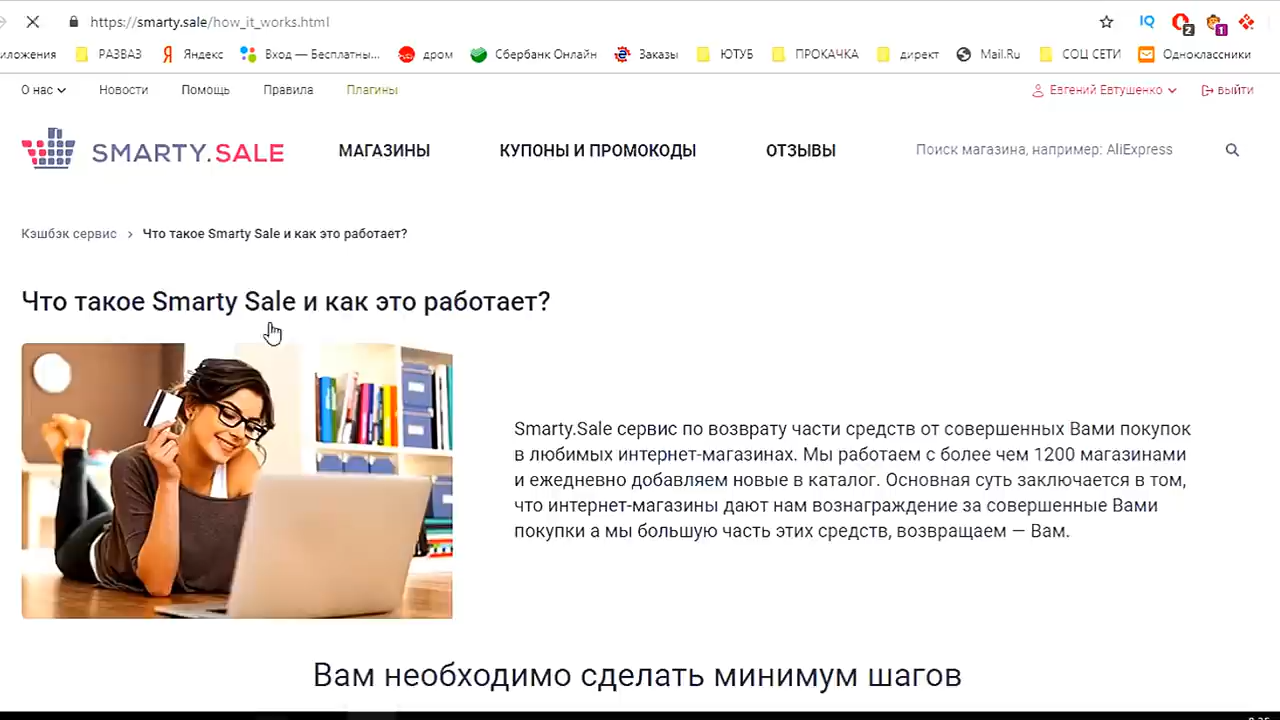 https://smarty.sale/how_it_works.html
IQ
2
1
иложения РАЗВАЗ Яндекс Вход — Бесплатны... дром Сбербанк Онлайн Заказы ЮТУБ ПРОКАЧКА директ Mail.Ru СОЦ СЕТИ Одноклассники
О нас Новости Помощь Правила Плагины Евгений Евтушенко выйти
SMARTY.SALE МАГАЗИНЫ КУПОНЫ И ПРОМОКОДЫ ОТЗЫВЫ Поиск магазина, например: AliExpress
Кэшбэк сервис › Что такое Smarty Sale и как это работает?
Что такое Smarty Sale и как это работает?
Smarty.Sale сервис по возврату части средств от совершенных Вами покупок
в любимых интернет-магазинах. Мы работаем с более чем 1200 магазинами
и ежедневно добавляем новые в каталог. Основная суть заключается в том,
что интернет-магазины дают нам вознаграждение за совершенные Вами
покупки а мы большую часть этих средств, возвращаем — Вам.
Вам необходимо сделать минимум шагов